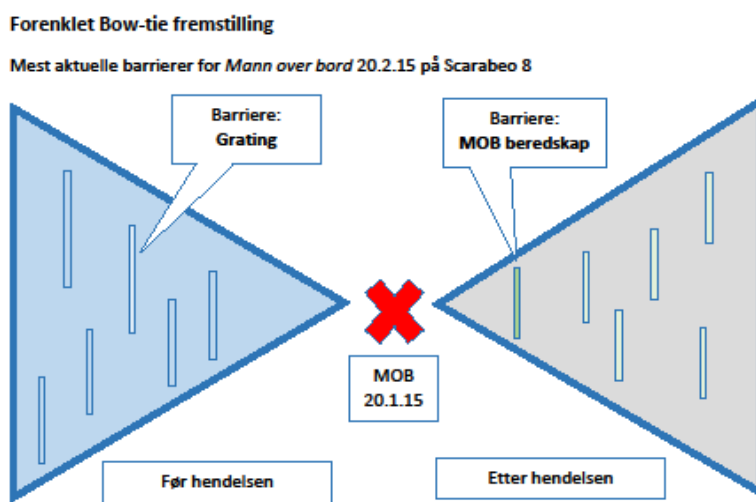 Forenklet Bow-tie fremstilling
Mest aktuelle barrierer for Mann over bord 20.2.15 på Scarabeo 8
Barriere:
Grating
Barriere:
MOB beredskap
MOB
20.1.15
Før hendelsen
Etter hendelsen